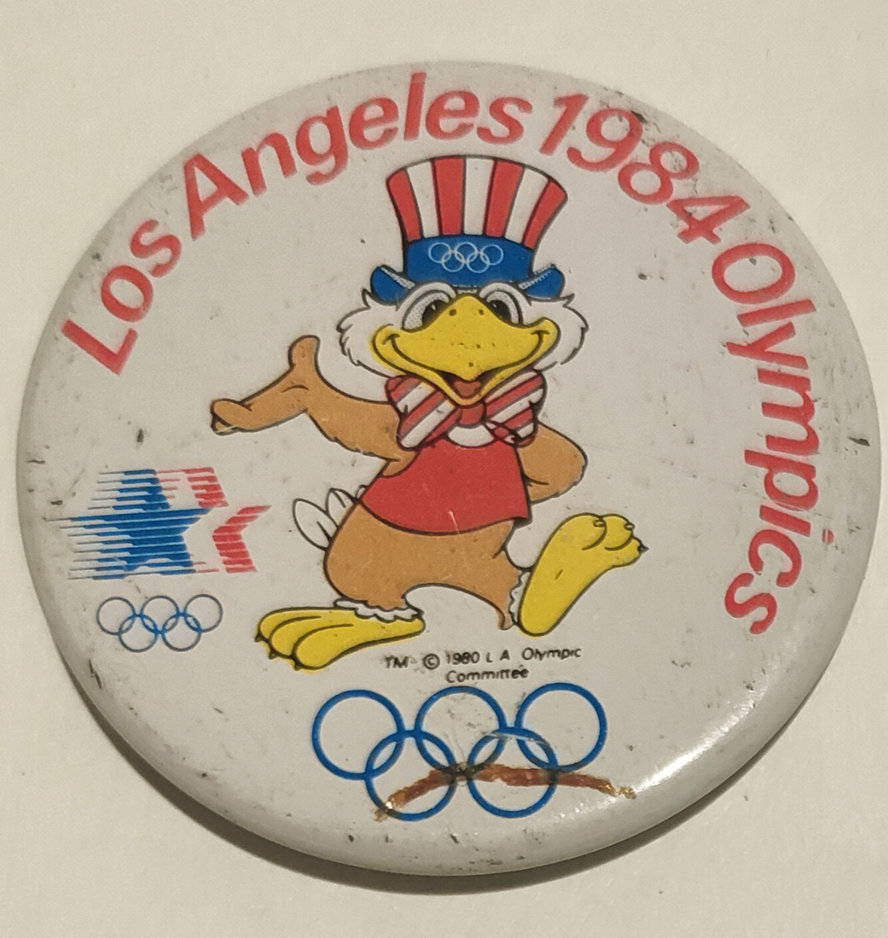 Los Angeles 1984 Olympics
TM © 1980 L A Olympic
Committee